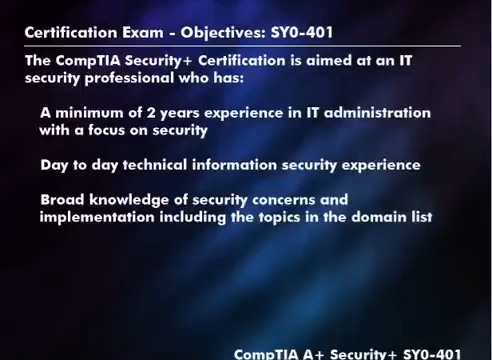 Certification Exam - Objectives: SY0-401
The CompTIA Security+ Certification is aimed at an IT
security professional who has:
A minimum of 2 years experience in IT administration
with a focus on security
Day to day technical information security experience
Broad knowledge of security concerns and
implementation including the topics in the domain list
CompTIA A+ Security+ SY0-401